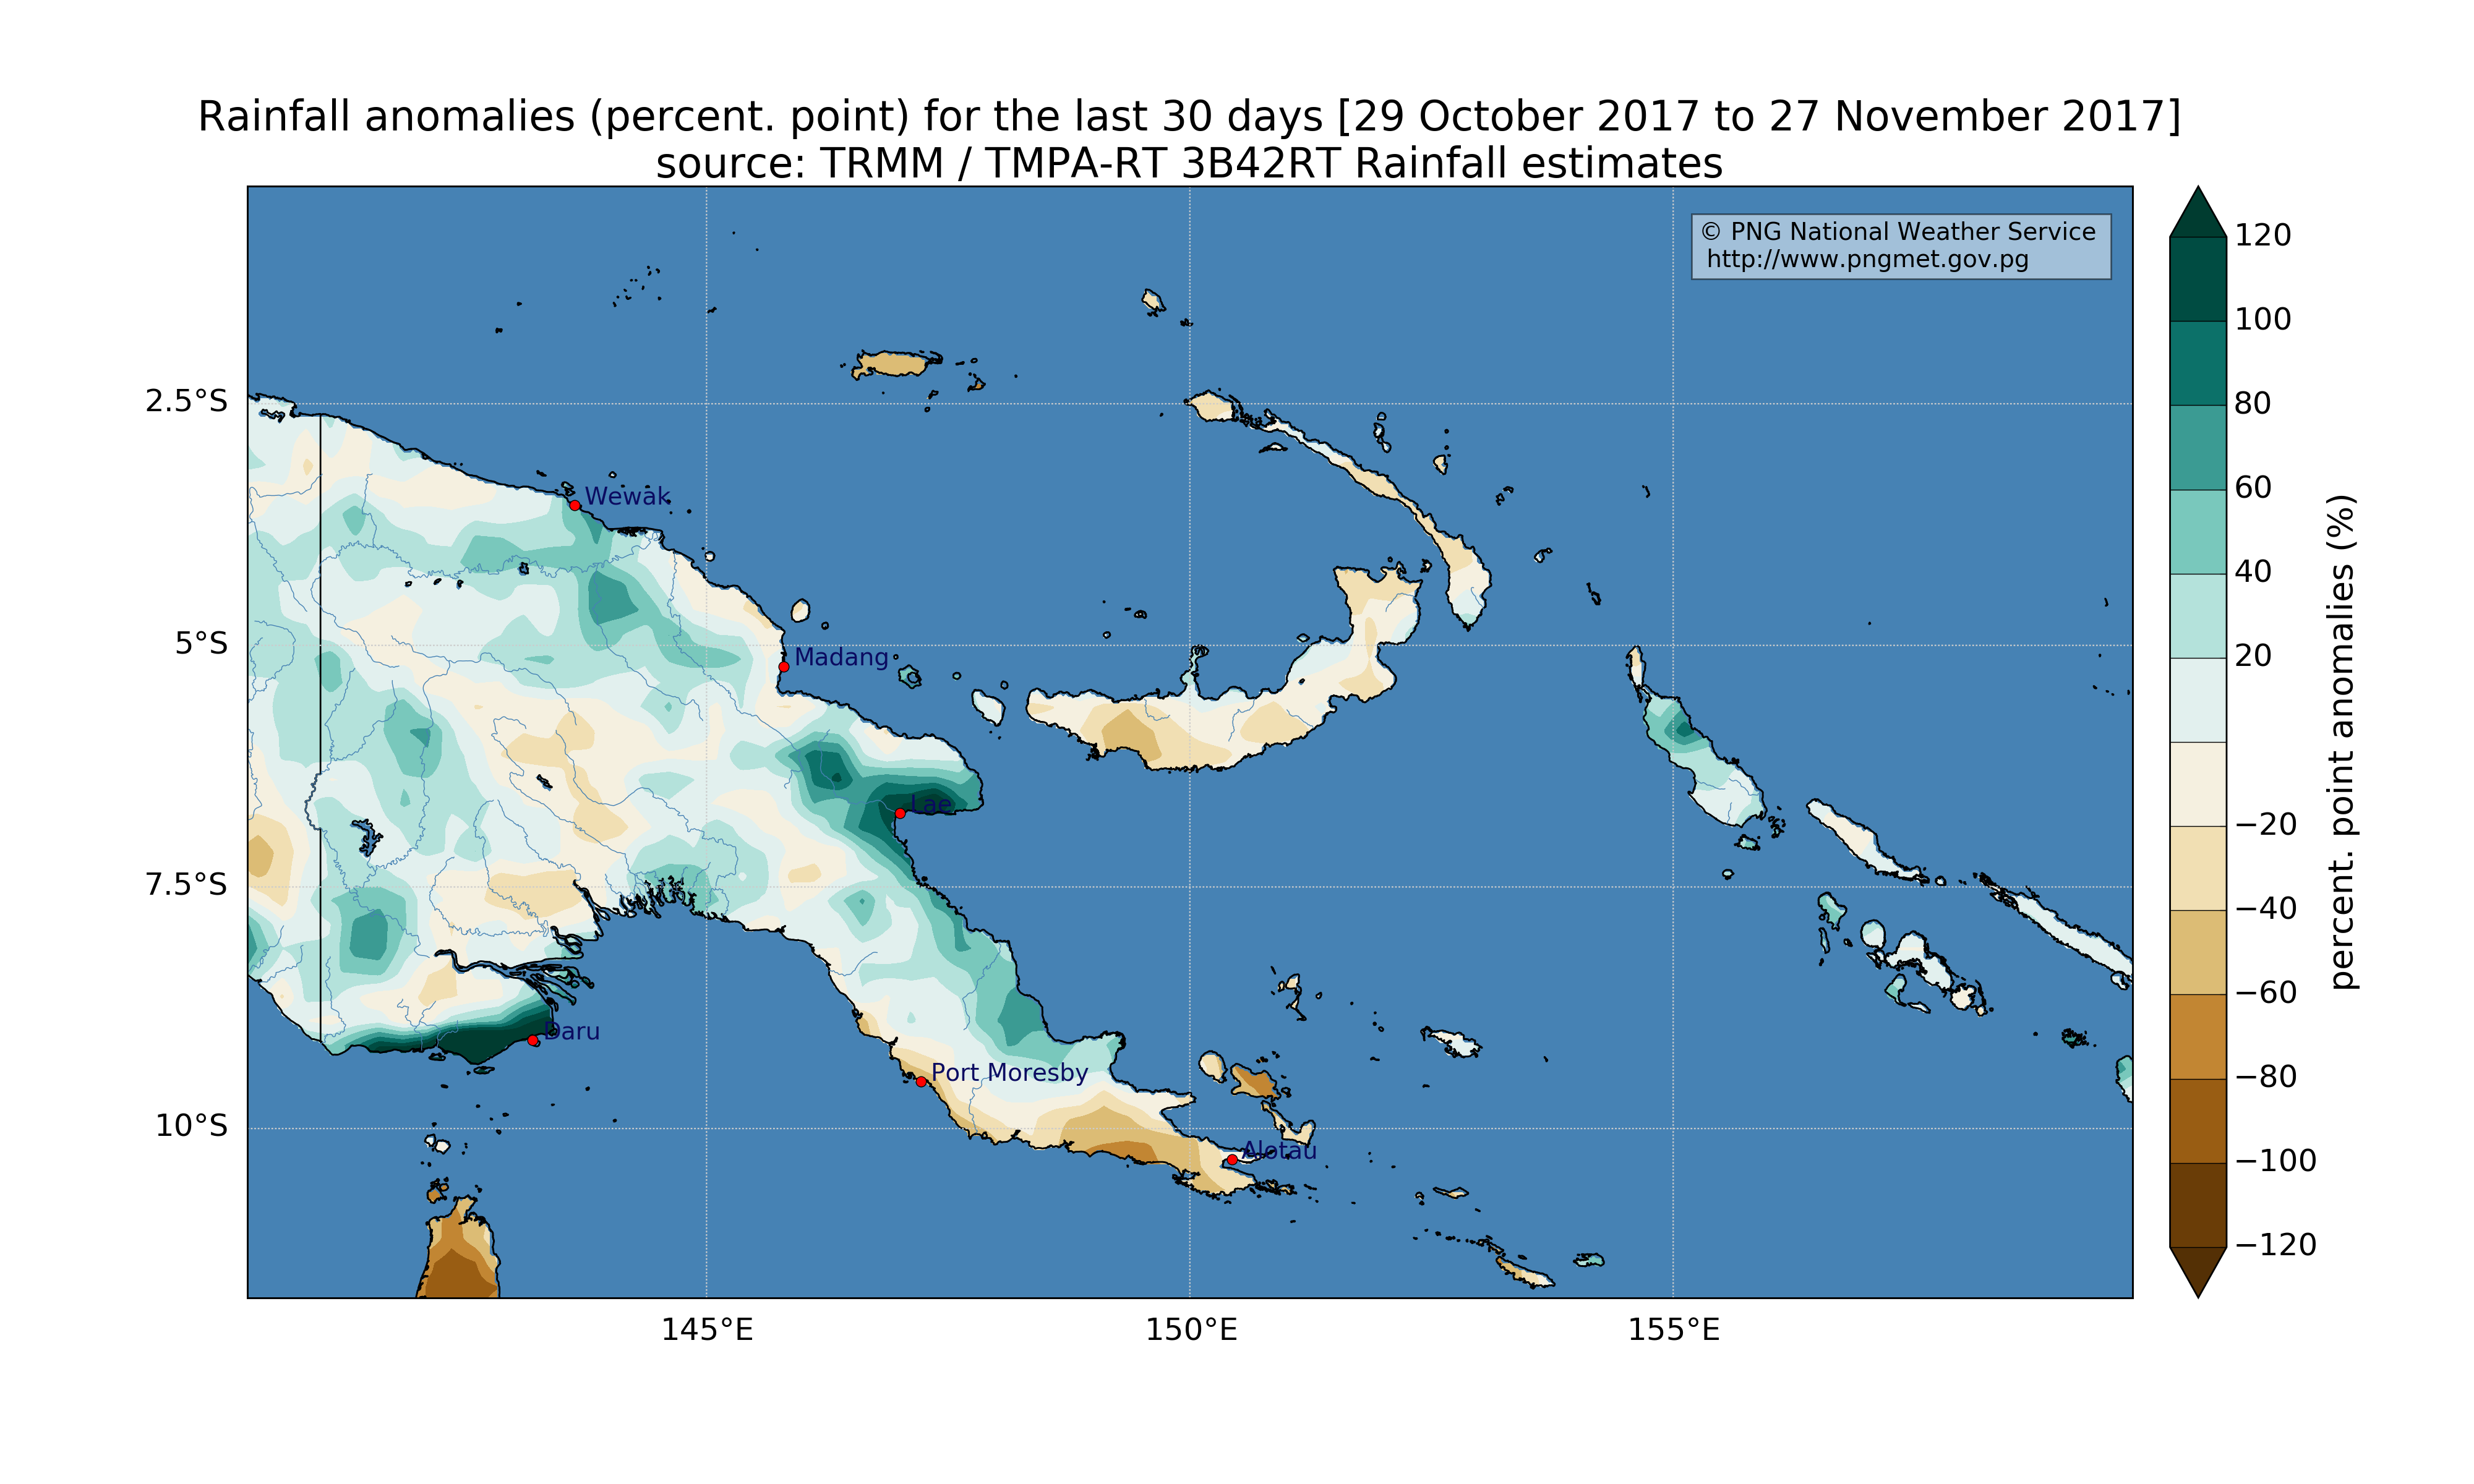 Rainfall anomalies (percent. point) for the last 30 days [29 October 2017 to 27 November 2017]
source: TRMM / TMPA-RT 3B42RT Rainfall estimates
© PNG National Weather Service
http://www.pngmet.gov.pg
2.5°S
5°S
7.5°S
10°S
Wewak
Madang
Lae
Daru
Port Moresby
Alotau
145°E
150°E
155°E
120
100
80
60
40
20
−20
−40
−60
−80
−100
−120
percent. point anomalies (%)